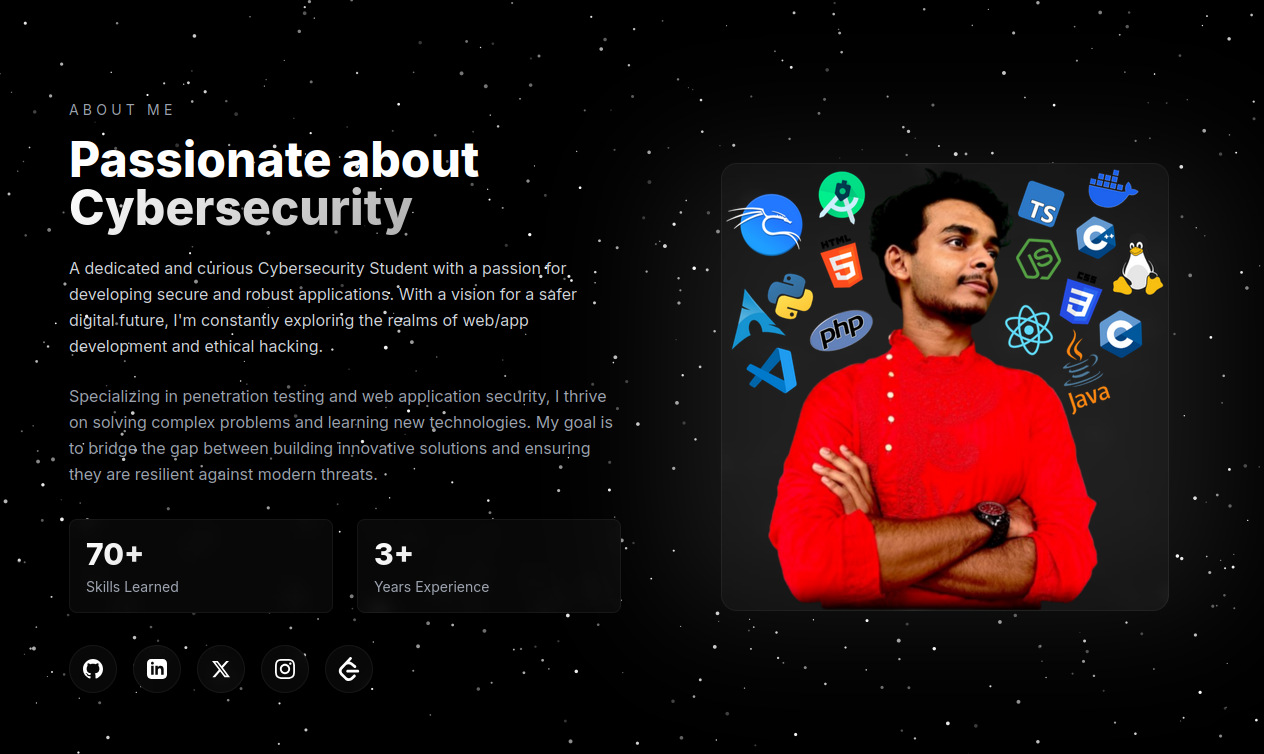 ABOUT ME
Passionate about
Cybersecurity
A dedicated and curious Cybersecurity Student with a passion for
developing secure and robust applications. With a vision for a safer
digital future, I'm constantly exploring the realms of web/app
development and ethical hacking.
Specializing in penetration testing and web application security, I thrive
on solving complex problems and learning new technologies. My goal is
to bridge the gap between building innovative solutions and ensuring
they are resilient against modern threats.
70+
Skills Learned
3+
Years Experience
in
TS
C++
HTML
5
JS
CSS
3
php
C
Java